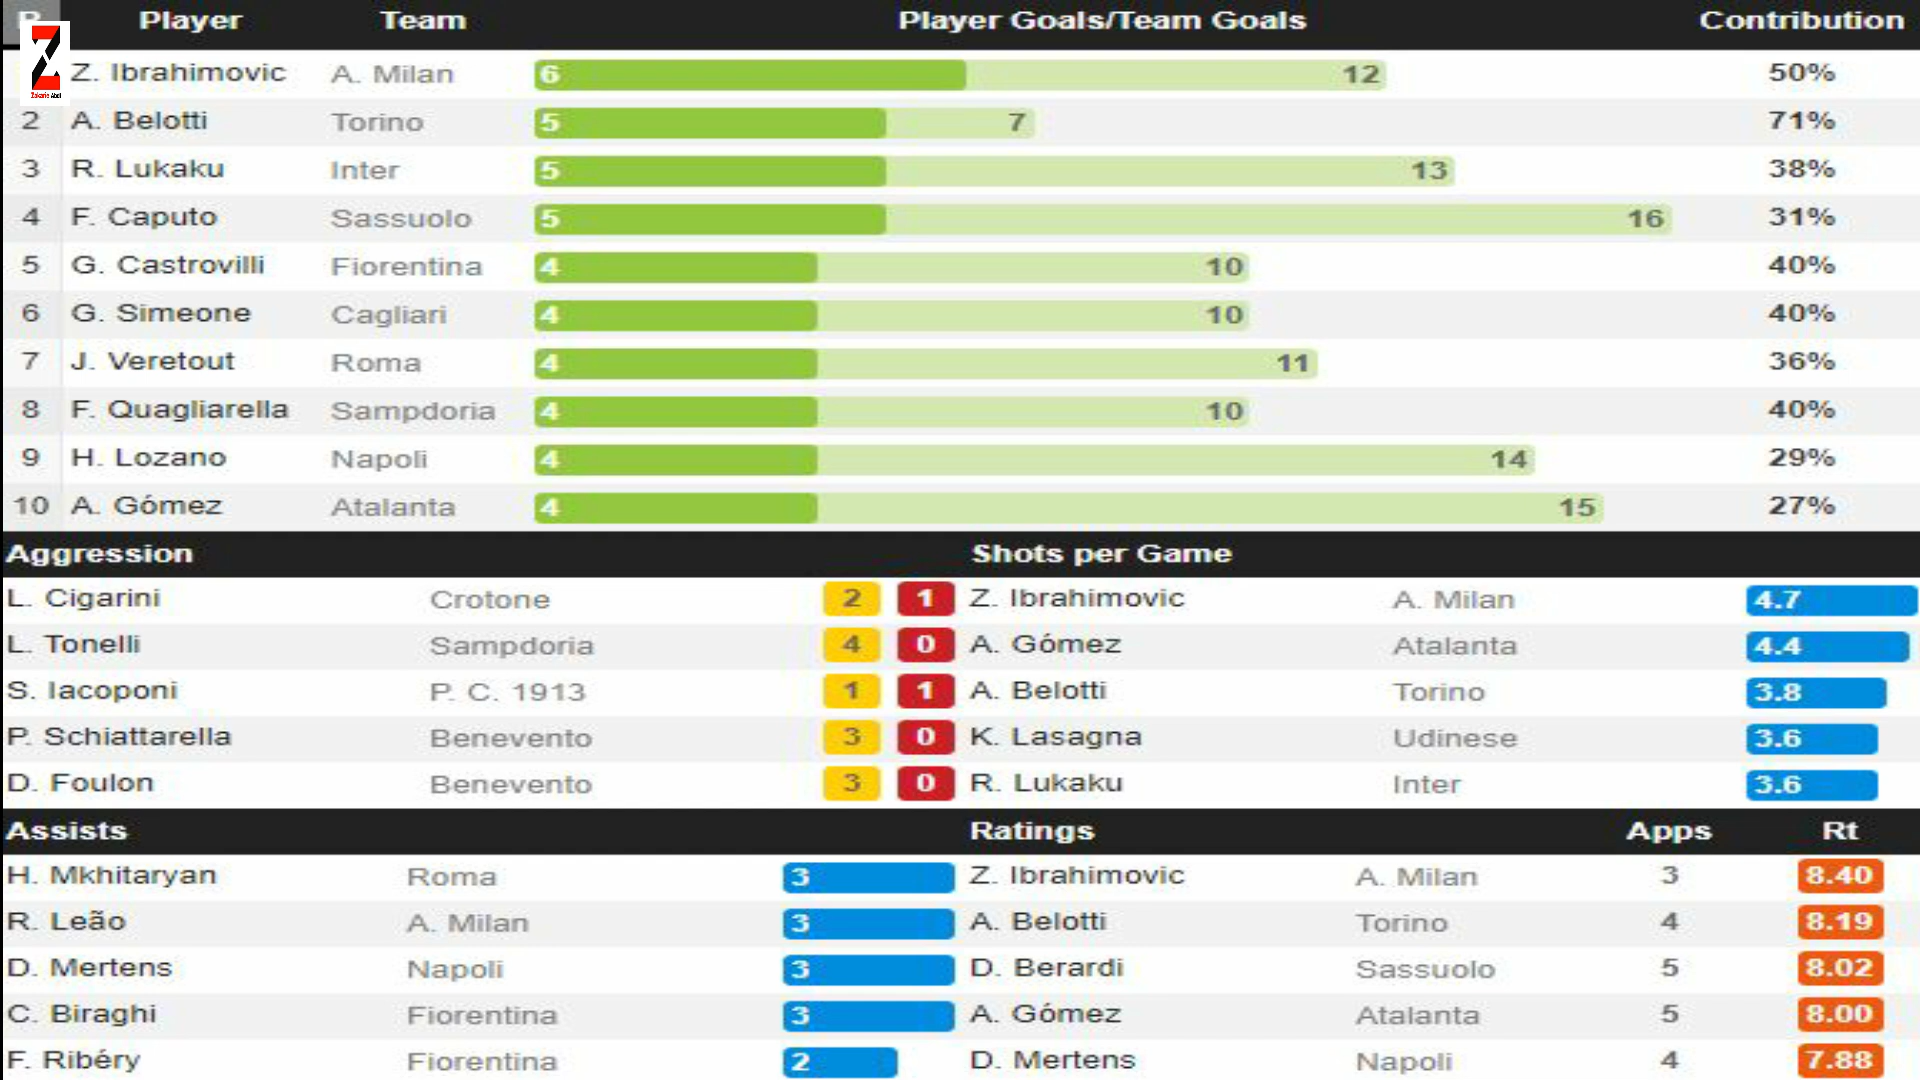 R Player Team Player Goals/Team Goals Contribution
Z. Ibrahimovic A. Milan 6 12 50%
Zakario Abel
2 A. Belotti Torino 5 7 71%
3 R. Lukaku Inter 5 13 38%
4 F. Caputo Sassuolo 5 16 31%
5 G. Castrovilli Fiorentina 4 10 40%
6 G. Simeone Cagliari 4 10 40%
7 J. Veretout Roma 4 11 36%
8 F. Quagliarella Sampdoria 4 10 40%
9 H. Lozano Napoli 4 14 29%
10 A. Gómez Atalanta 4 15 27%
Aggression Shots per Game
L. Cigarini Crotone 2 1 Z. Ibrahimovic A. Milan 4.7
L. Tonelli Sampdoria 4 0 A. Gómez Atalanta 4.4
S. Iacoponi P. C. 1913 1 1 A. Belotti Torino 3.8
P. Schiattarella Benevento 3 0 K. Lasagna Udinese 3.6
D. Foulon Benevento 3 0 R. Lukaku Inter 3.6
Assists Ratings Apps Rt
H. Mkhitaryan Roma 3 Z. Ibrahimovic A. Milan 3 8.40
R. Leão A. Milan 3 A. Belotti Torino 4 8.19
D. Mertens Napoli 3 D. Berardi Sassuolo 5 8.02
C. Biraghi Fiorentina 3 A. Gómez Atalanta 5 8.00
F. Ribéry Fiorentina 2 D. Mertens Napoli 4 7.88